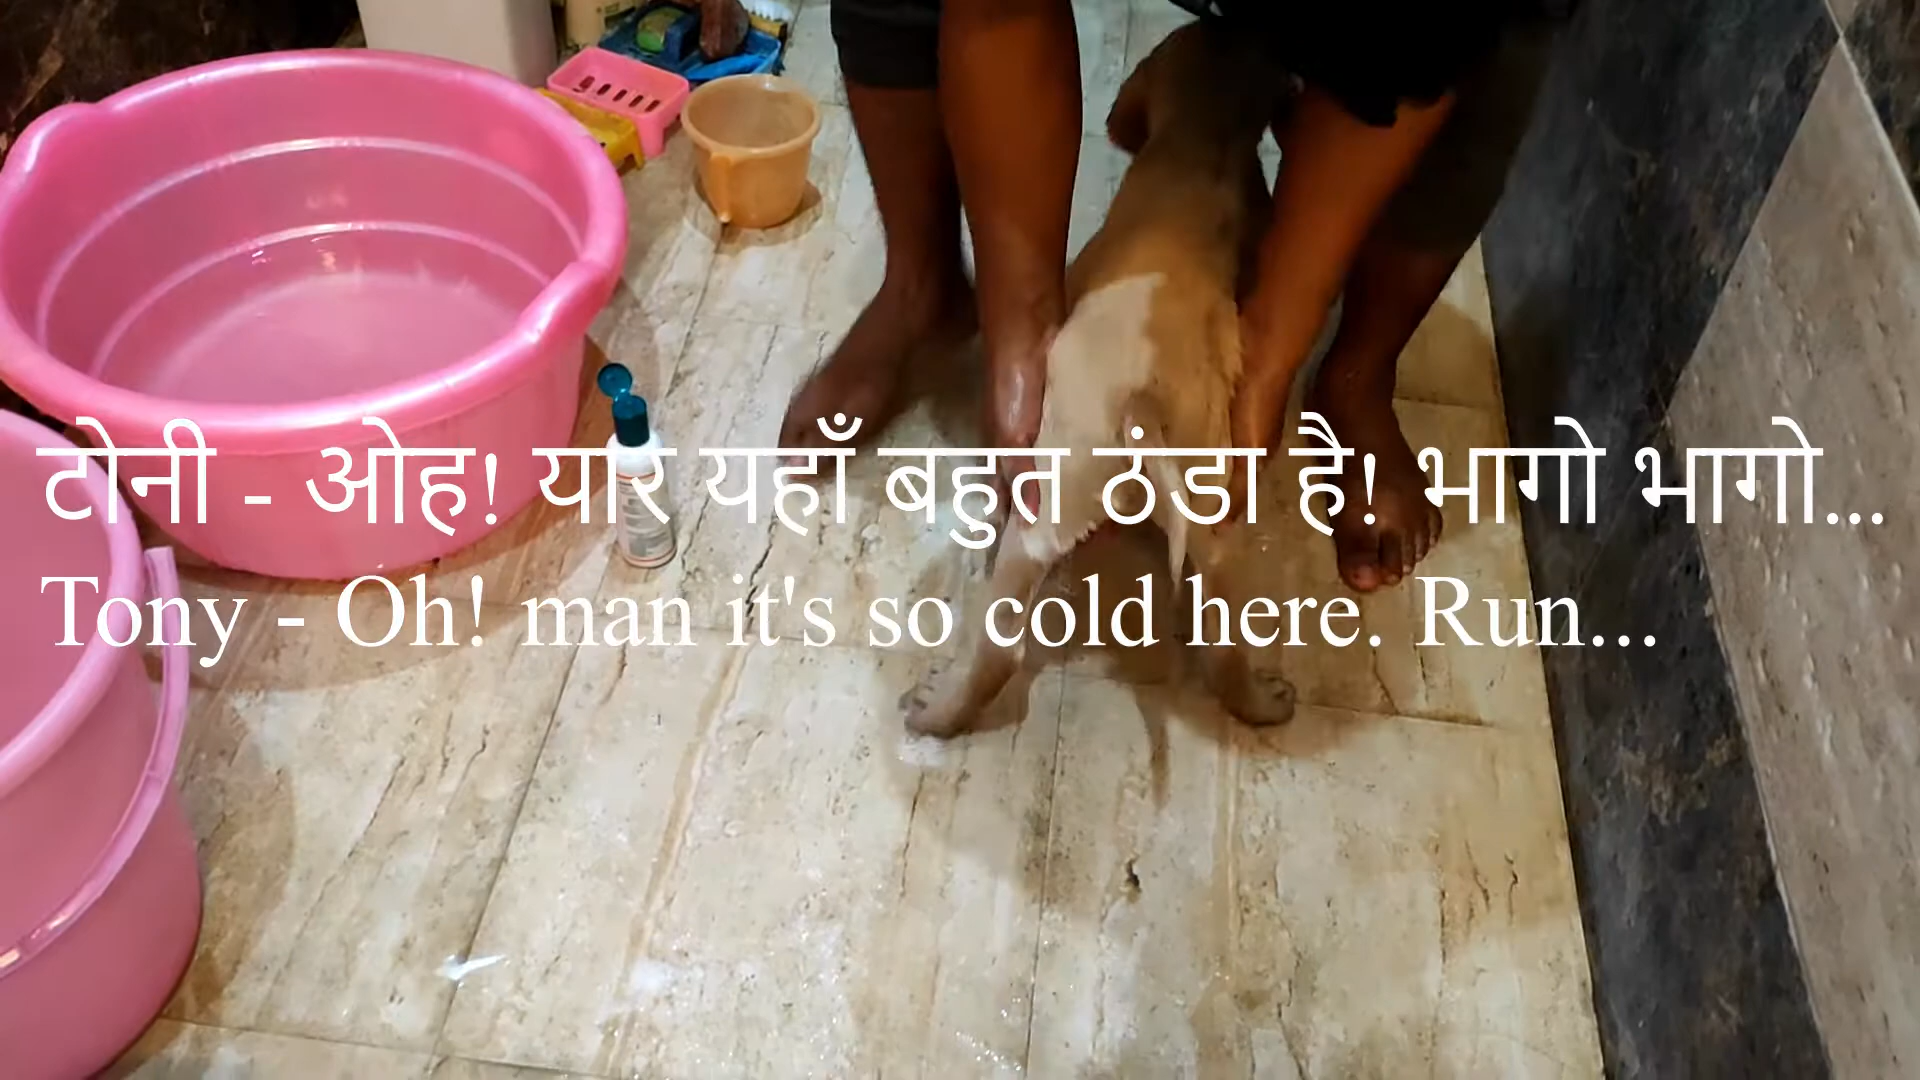 टोनी - ओह! यार यहाँ बहुत ठंडा है! भागो भागो...
Tony - Oh! man it's so cold here. Run...